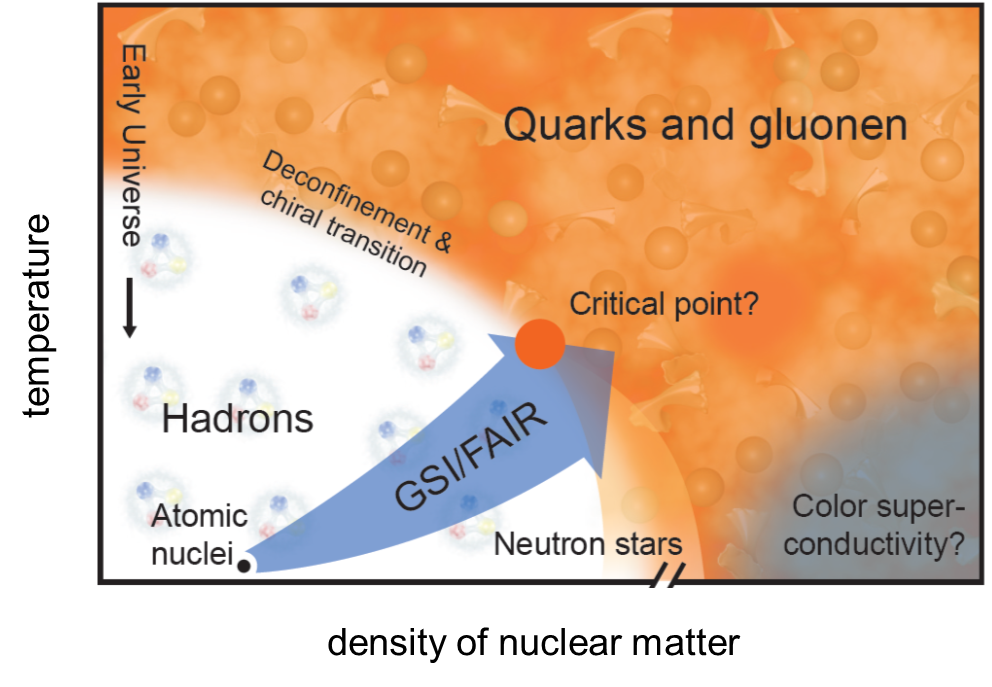 Early Universe
Quarks and gluonen
Deconfinement &
chiral transition
temperature
Critical point?
Hadrons
GSI/FAIR
Atomic
nuclei
Neutron stars
Color super-
conductivity?
density of nuclear matter